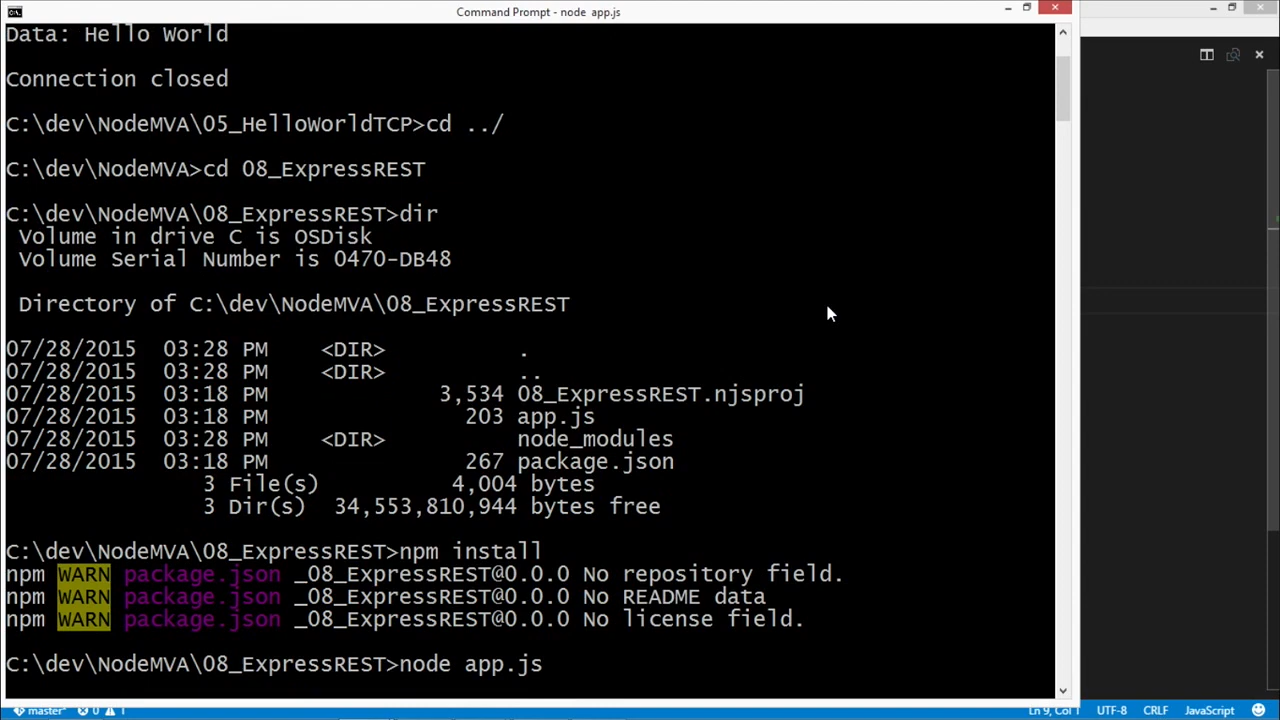 Command Prompt - node app.js
Data: Hello World
Connection closed
C:\dev\NodeMVA\05_HelloWorldTCP>cd ../
C:\dev\NodeMVA>cd 08_ExpressREST
C:\dev\NodeMVA\08_ExpressREST>dir
 Volume in drive C is OSDisk
 Volume Serial Number is 0470-DB48
 Directory of C:\dev\NodeMVA\08_ExpressREST
07/28/2015  03:28 PM    <DIR>          .
07/28/2015  03:28 PM    <DIR>          ..
07/28/2015  03:18 PM             3,534 08_ExpressREST.njsproj
07/28/2015  03:18 PM               203 app.js
07/28/2015  03:28 PM    <DIR>          node_modules
07/28/2015  03:18 PM               267 package.json
               3 File(s)          4,004 bytes
               3 Dir(s)  34,553,810,944 bytes free
C:\dev\NodeMVA\08_ExpressREST>npm install
npm WARN package.json _08_ExpressREST@0.0.0 No repository field.
npm WARN package.json _08_ExpressREST@0.0.0 No README data
npm WARN package.json _08_ExpressREST@0.0.0 No license field.
C:\dev\NodeMVA\08_ExpressREST>node app.js
master* 0 1 Ln 9, Col 1 UTF-8 CRLF JavaScript